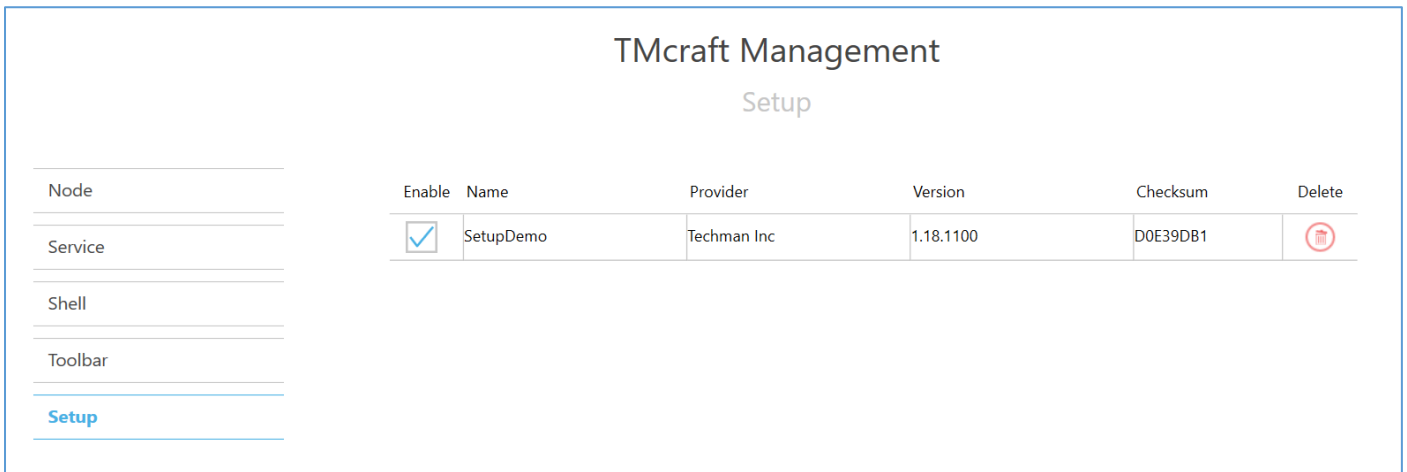 TMcraft Management
Setup
Node
Service
Shell
Toolbar
Setup
Enable Name Provider Version Checksum Delete
SetupDemo Techman Inc 1.18.1100 D0E39DB1